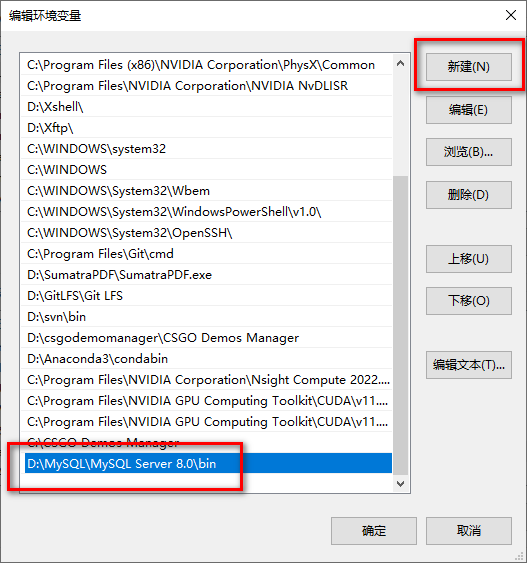 编辑环境变量
C:\Program Files (x86)\NVIDIA Corporation\PhysX\Common
C:\Program Files\NVIDIA Corporation\NVIDIA NvDLISR
D:\Xshell\
D:\Xftp\
C:\WINDOWS\system32
C:\WINDOWS
C:\WINDOWS\System32\Wbem
C:\WINDOWS\System32\WindowsPowerShell\v1.0\
C:\WINDOWS\System32\OpenSSH\
C:\Program Files\Git\cmd
D:\SumatraPDF\SumatraPDF.exe
D:\GitLFS\Git LFS
D:\svn\bin
D:\csgodemomanager\CSGO Demos Manager
D:\Anaconda3\condabin
C:\Program Files\NVIDIA Corporation\Nsight Compute 2022....
C:\Program Files\NVIDIA GPU Computing Toolkit\CUDA\v11....
C:\Program Files\NVIDIA GPU Computing Toolkit\CUDA\v11....
C:\CSGO Demos Manager
D:\MySQL\MySQL Server 8.0\bin
新建(N)
编辑(E)
浏览(B)...
删除(D)
上移(U)
下移(O)
编辑文本(T)...
确定
取消